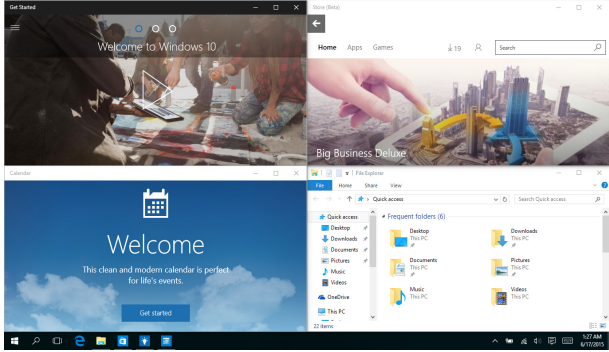 Get Started
Welcome to Windows 10
Store (Beta)
Home Apps Games
19
Search
Big Business Deluxe
Calendar
Welcome
This clean and modern calendar is perfect
for life's events.
Get started
File Explorer
File Home Share View
Quick access
Search Quick access
Quick access
Desktop
Downloads
Documents
Pictures
Music
Videos
OneDrive
This PC
Frequent folders (6)
Desktop
This PC
Downloads
This PC
Documents
This PC
Pictures
This PC
Music
This PC
Videos
This PC
22 items
1:27 AM
6/17/2015